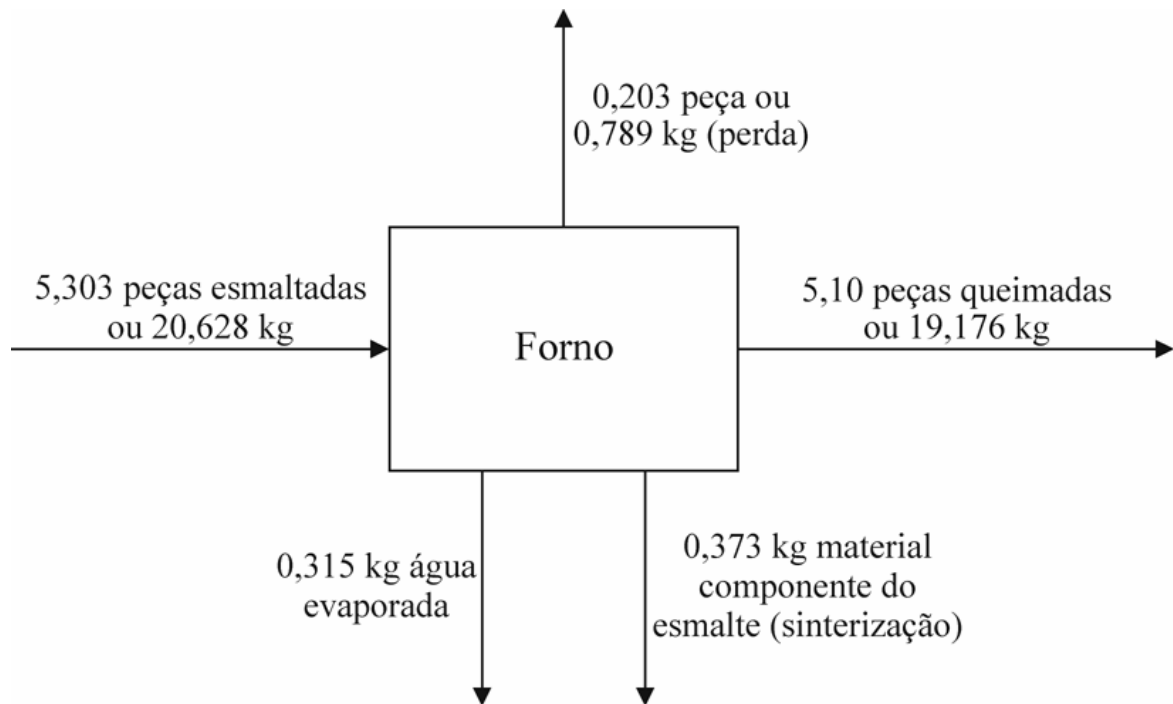 0,203 peça ou
0,789 kg (perda)
5,303 peças esmaltadas
ou 20,628 kg
Forno
5,10 peças queimadas
ou 19,176 kg
0,315 kg água
evaporada
0,373 kg material
componente do
esmalte (sinterização)